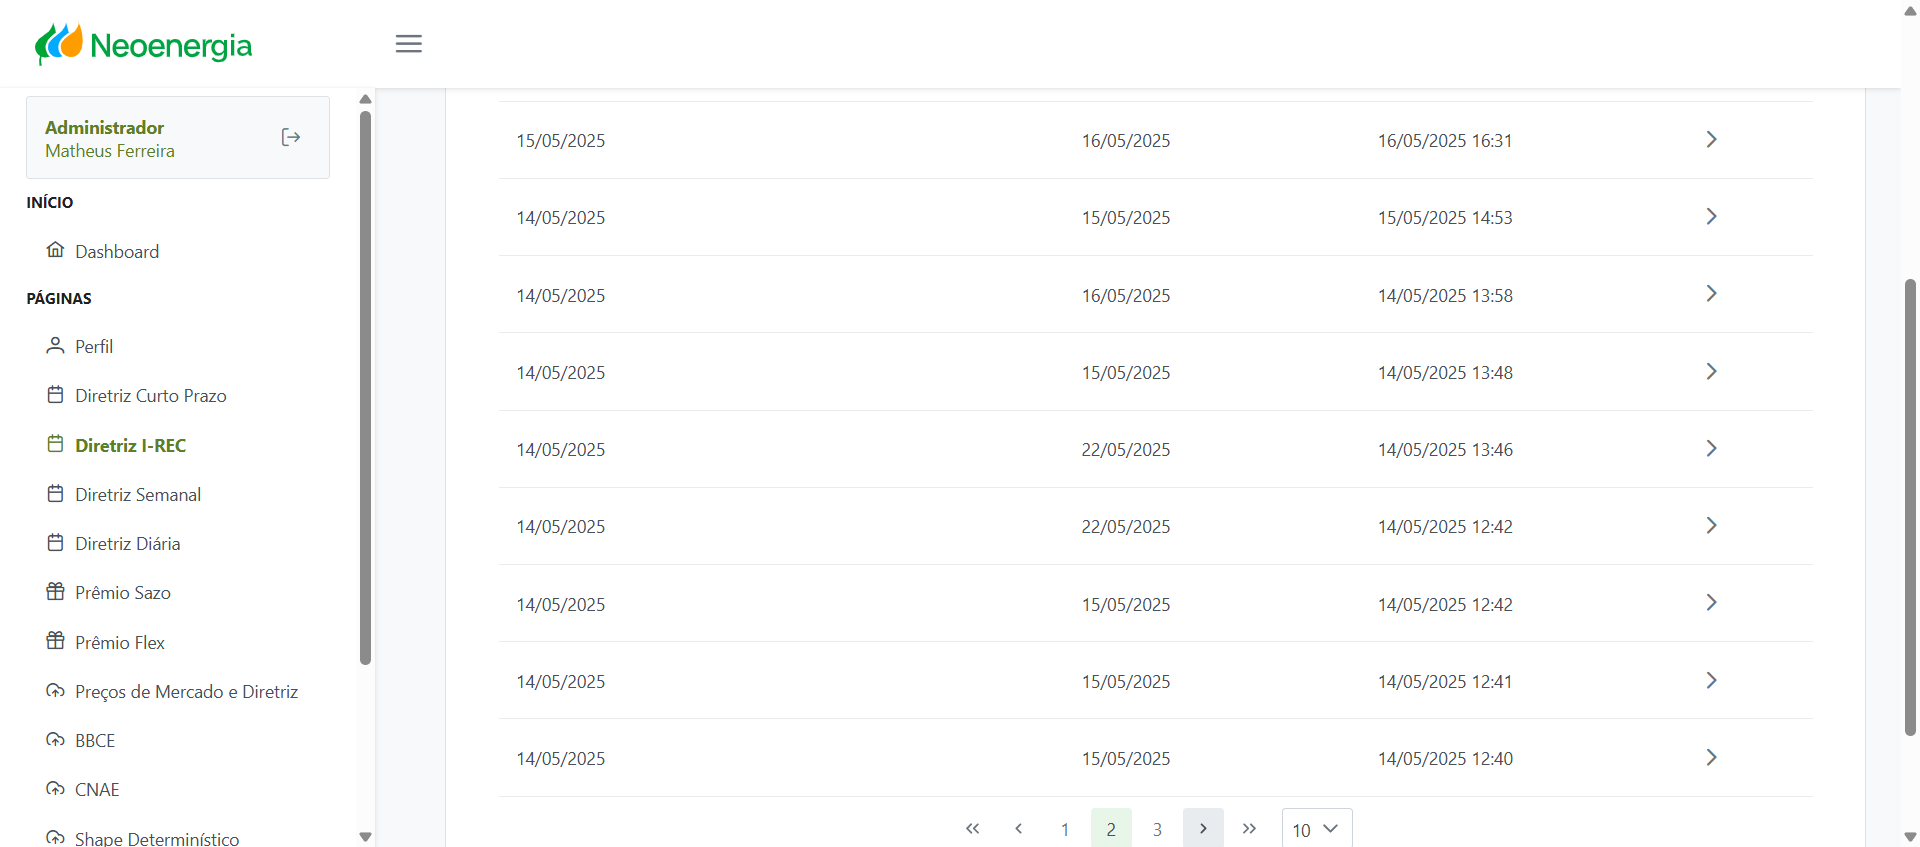 Neoenergia
Administrador
Matheus Ferreira
INÍCIO
Dashboard
PÁGINAS
Perfil
Diretriz Curto Prazo
Diretriz I-REC
Diretriz Semanal
Diretriz Diária
Prêmio Sazo
Prêmio Flex
Preços de Mercado e Diretriz
BBCE
CNAE
Shape Determinístico
15/05/2025 16/05/2025 16/05/2025 16:31
14/05/2025 15/05/2025 15/05/2025 14:53
14/05/2025 16/05/2025 14/05/2025 13:58
14/05/2025 15/05/2025 14/05/2025 13:48
14/05/2025 22/05/2025 14/05/2025 13:46
14/05/2025 22/05/2025 14/05/2025 12:42
14/05/2025 15/05/2025 14/05/2025 12:42
14/05/2025 15/05/2025 14/05/2025 12:41
14/05/2025 15/05/2025 14/05/2025 12:40
1 2 3 10